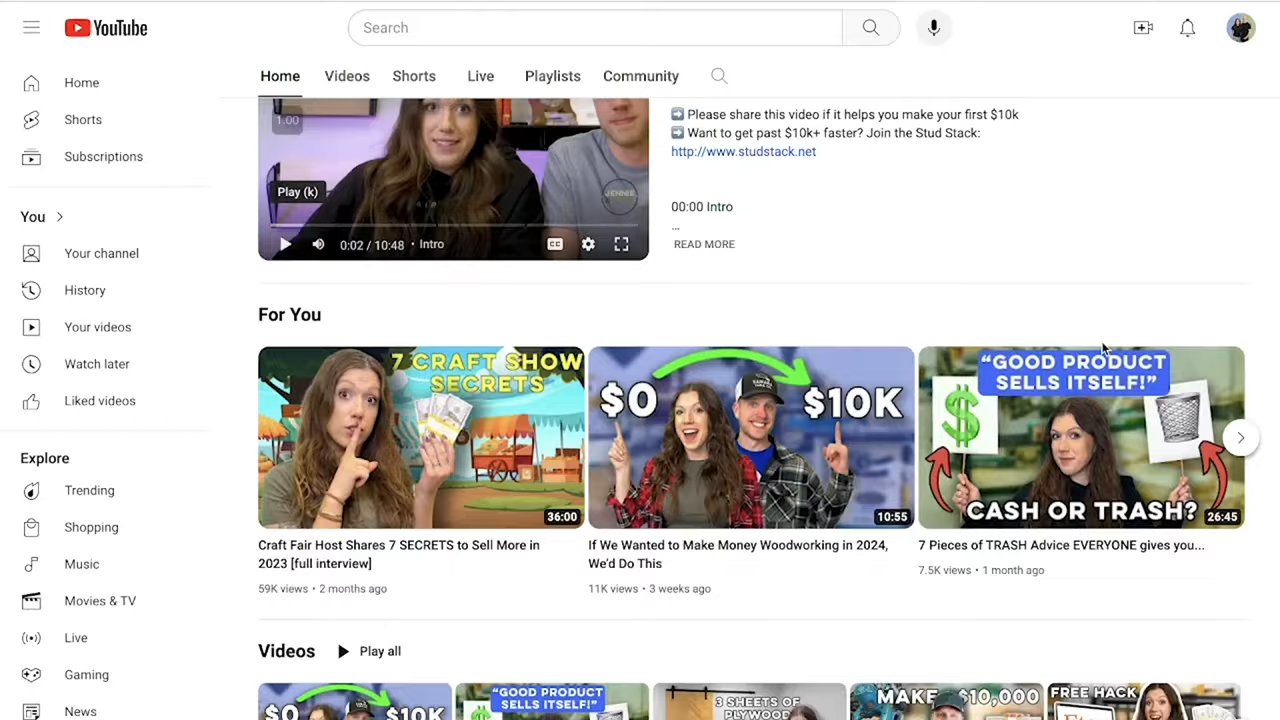 YouTube
Search
Home
Shorts
Subscriptions
You
Your channel
History
Your videos
Watch later
Liked videos
Explore
Trending
Shopping
Music
Movies & TV
Live
Gaming
News
Home Videos Shorts Live Playlists Community
1.00
Play (k)
JENNIE
0:02 / 10:48 • Intro
CC
➡️ Please share this video if it helps you make your first $10k
➡️ Want to get past $10k+ faster? Join the Stud Stack:
http://www.studstack.net
00:00 Intro
...
READ MORE
For You
7 CRAFT SHOW
SECRETS
36:00
Craft Fair Host Shares 7 SECRETS to Sell More in
2023 [full interview]
59K views • 2 months ago
$0 $10K
10:55
If We Wanted to Make Money Woodworking in 2024,
We'd Do This
11K views • 3 weeks ago
"GOOD PRODUCT
SELLS ITSELF!"
$
CASH OR TRASH?
26:45
7 Pieces of TRASH Advice EVERYONE gives you...
7.5K views • 1 month ago
Videos
Play all
$0 $10K
"GOOD PRODUCT
SELLS ITSELF!"
3 SHEETS OF
PLYWOOD
MAKE $10,000
FREE HACK